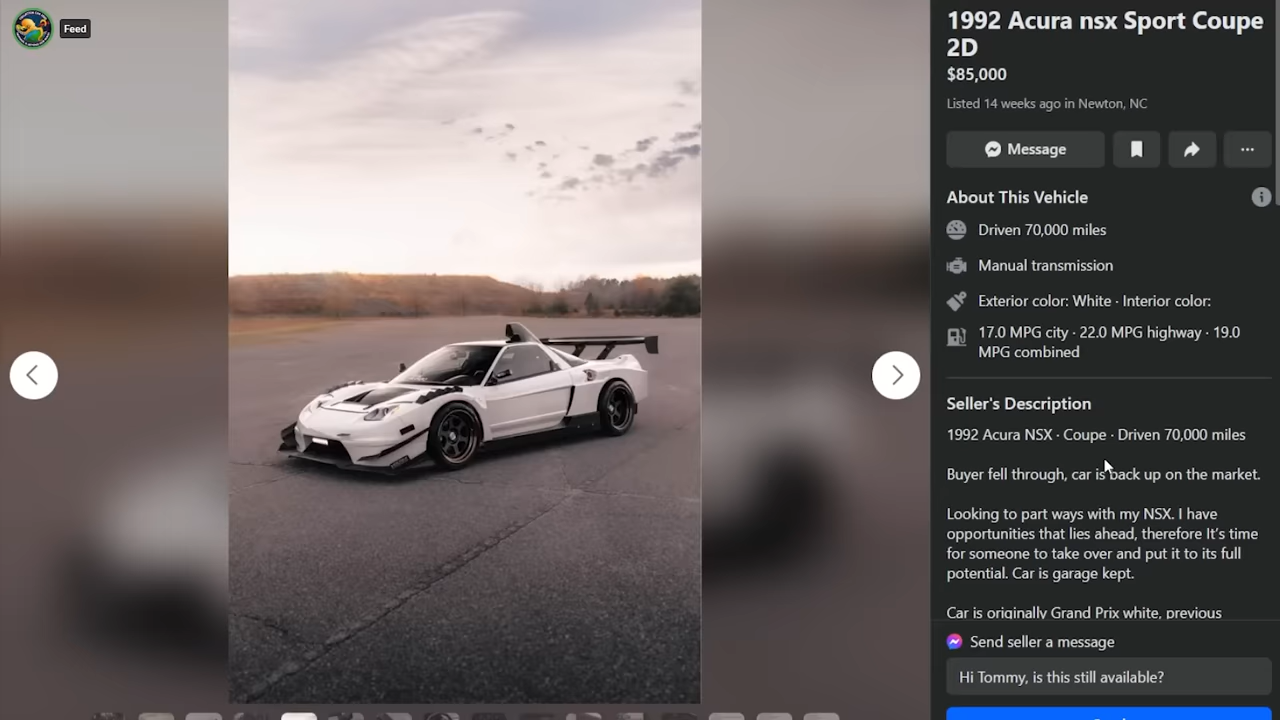 Feed
1992 Acura nsx Sport Coupe
2D
$85,000
Listed 14 weeks ago in Newton, NC
Message
About This Vehicle
Driven 70,000 miles
Manual transmission
Exterior color: White · Interior color:
17.0 MPG city · 22.0 MPG highway · 19.0
MPG combined
Seller's Description
1992 Acura NSX · Coupe · Driven 70,000 miles
Buyer fell through, car is back up on the market.
Looking to part ways with my NSX. I have
opportunities that lies ahead, therefore It's time
for someone to take over and put it to its full
potential. Car is garage kept.
Car is originally Grand Prix white, previous
Send seller a message
Hi Tommy, is this still available?